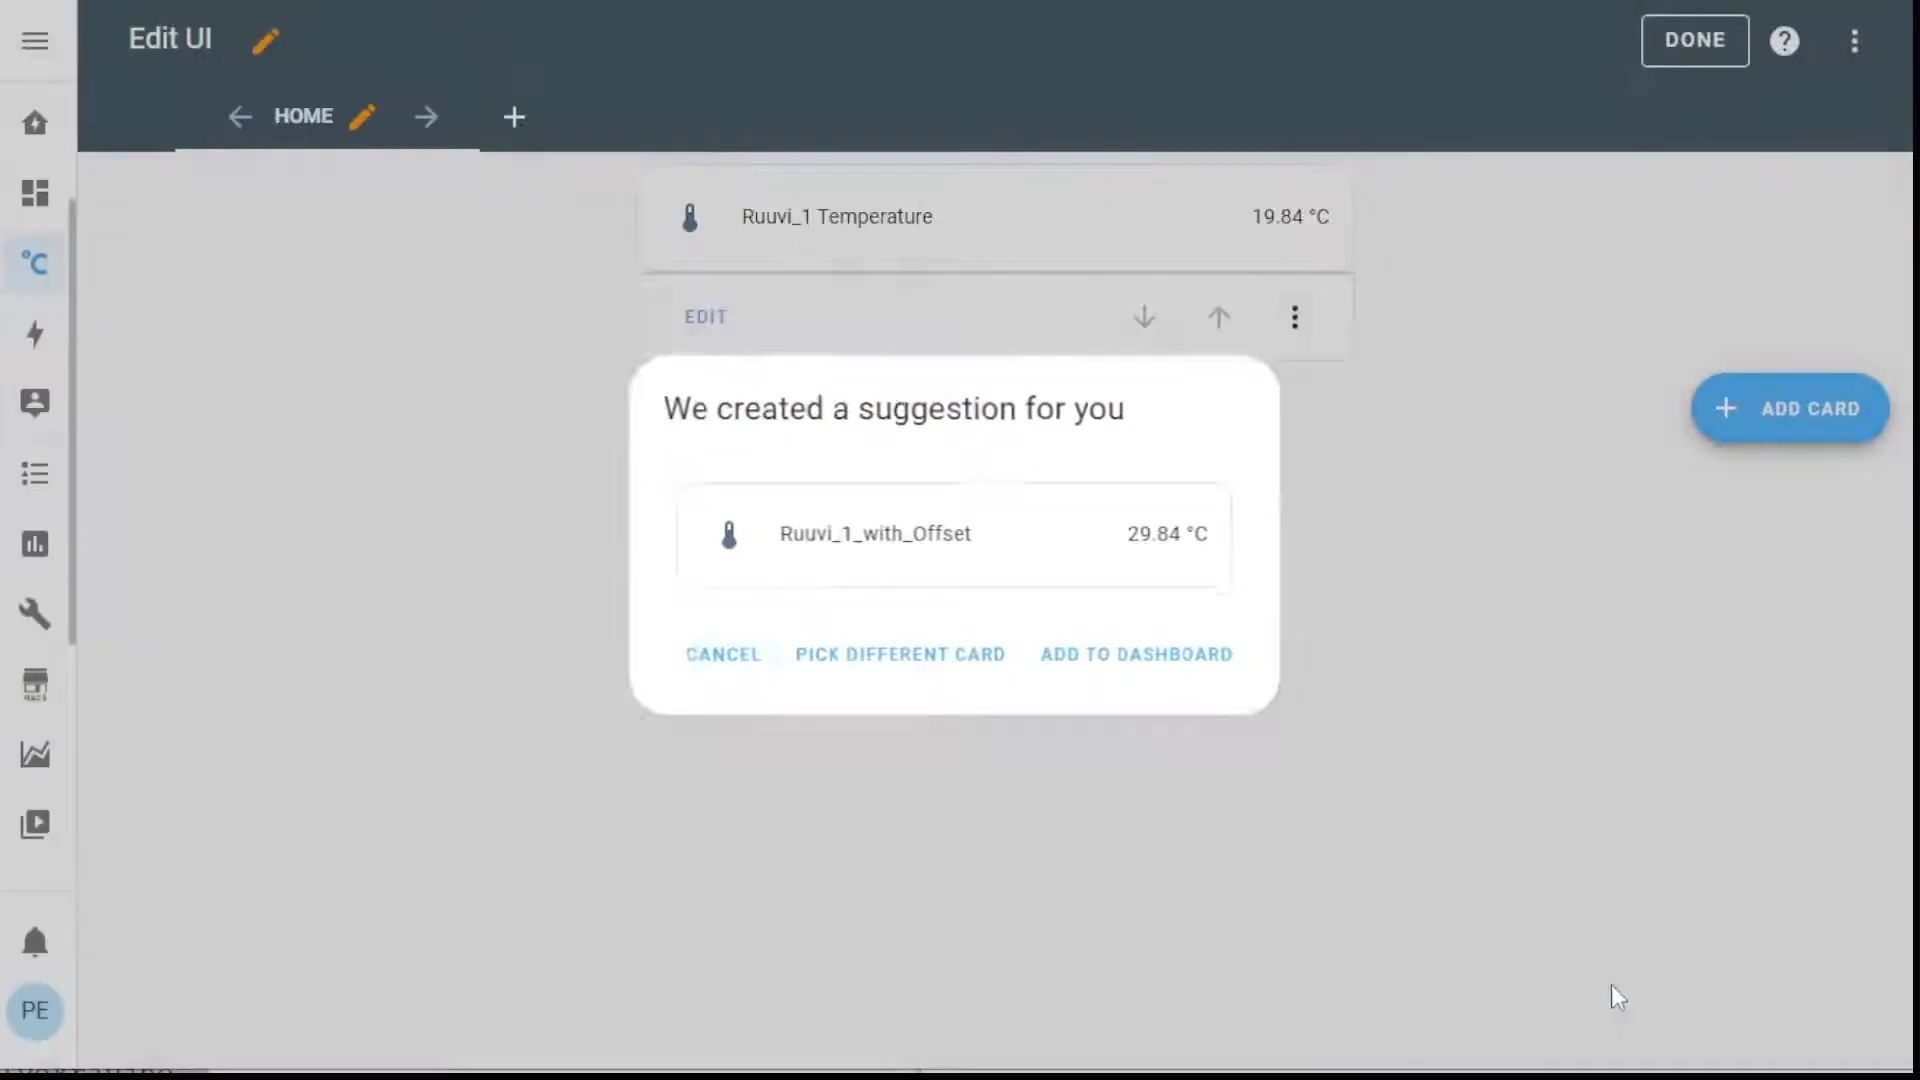 Edit UI
DONE
HOME
Ruuvi_1 Temperature 19.84 °C
EDIT
We created a suggestion for you
ADD CARD
Ruuvi_1_with_Offset 29.84 °C
CANCEL PICK DIFFERENT CARD ADD TO DASHBOARD
°C
HACS
PE